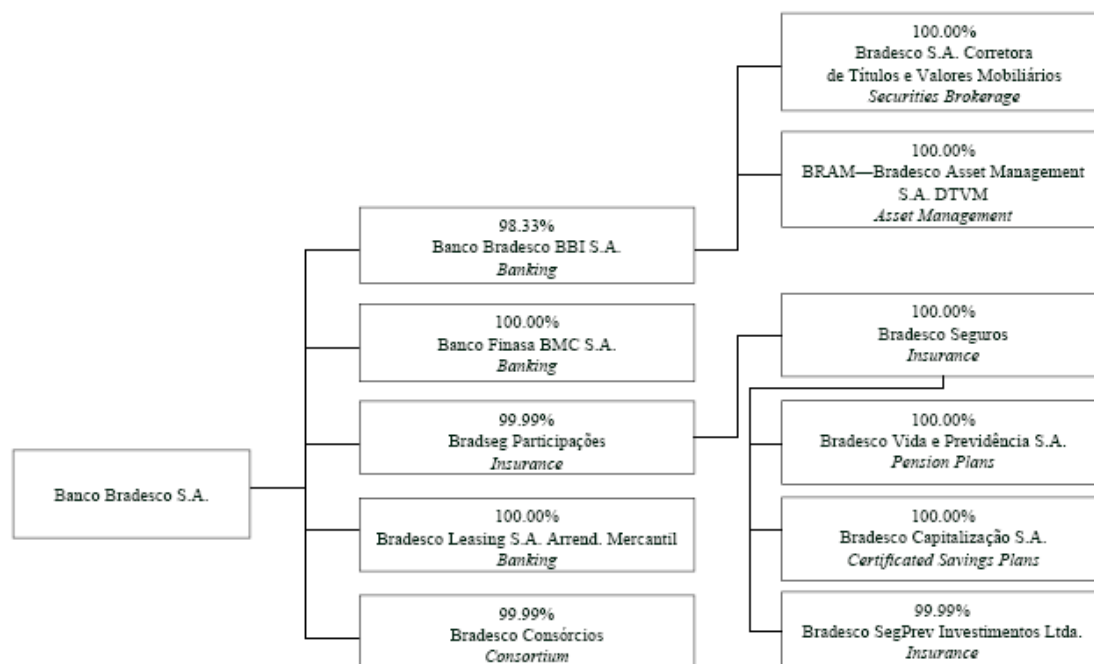 100.00%
Bradesco S.A. Corretora
de Títulos e Valores Mobiliários
Securities Brokerage
100.00%
BRAM—Bradesco Asset Management
S.A. DTVM
Asset Management
98.33%
Banco Bradesco BBI S.A.
Banking
100.00%
Banco Finasa BMC S.A.
Banking
99.99%
Bradseg Participações
Insurance
100.00%
Bradesco Leasing S.A. Arrend. Mercantil
Banking
99.99%
Bradesco Consórcios
Consortium
Banco Bradesco S.A.
100.00%
Bradesco Seguros
Insurance
100.00%
Bradesco Vida e Previdência S.A.
Pension Plans
100.00%
Bradesco Capitalização S.A.
Certificated Savings Plans
99.99%
Bradesco SegPrev Investimentos Ltda.
Insurance